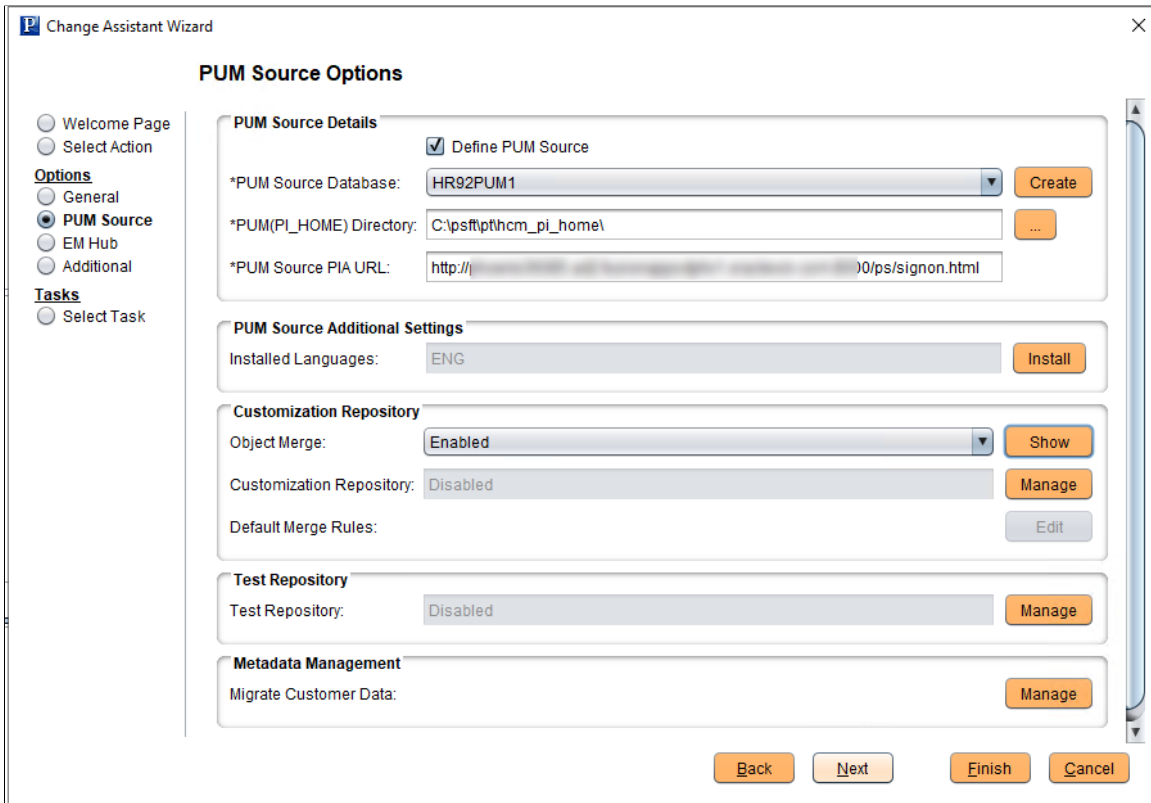 Change Assistant Wizard
PUM Source Options
Welcome Page
Select Action
Options
General
PUM Source
EM Hub
Additional
Tasks
Select Task
PUM Source Details
Define PUM Source
*PUM Source Database: HR92PUM1 Create
*PUM(PI_HOME) Directory: C:\psft\pt\hcm_pi_home\ ...
*PUM Source PIA URL: http:// 0/ps/signon.html
PUM Source Additional Settings
Installed Languages: ENG Install
Customization Repository
Object Merge: Enabled Show
Customization Repository: Disabled Manage
Default Merge Rules: Edit
Test Repository
Test Repository: Disabled Manage
Metadata Management
Migrate Customer Data: Manage
Back Next Finish Cancel